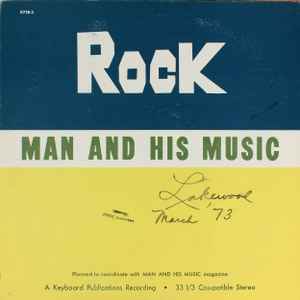 RocK
MAN AND HIS MUSIC
Lakewood
March '73
Planned to coordinate with MAN AND HIS MUSIC magazine
A Keyboard Publications Recording • 33 1/3 Compatible Stereo